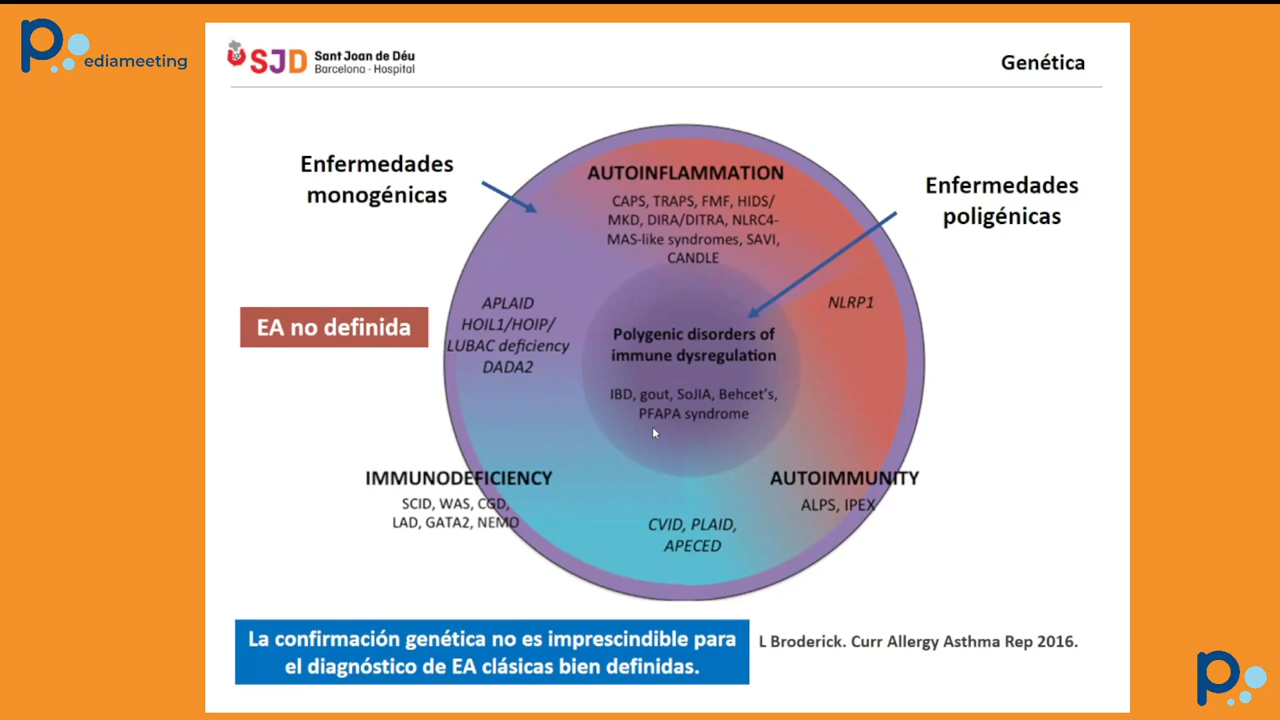 Pediameeting
SJD Sant Joan de Déu
Barcelona · Hospital
Genética
Enfermedades
monogénicas
Enfermedades
poligénicas
AUTOINFLAMMATION
CAPS, TRAPS, FMF, HIDS/
MKD, DIRA/DITRA, NLRC4-
MAS-like syndromes, SAVI,
CANDLE
EA no definida
APLAID
HOIL1/HOIP/
LUBAC deficiency
DADA2
NLRP1
Polygenic disorders of
immune dysregulation
IBD, gout, SoJIA, Behcet's,
PFAPA syndrome
IMMUNODEFICIENCY
SCID, WAS, CGD,
LAD, GATA2, NEMO
AUTOIMMUNITY
ALPS, IPEX
CVID, PLAID,
APECED
La confirmación genética no es imprescindible para
el diagnóstico de EA clásicas bien definidas.
L Broderick. Curr Allergy Asthma Rep 2016.
P